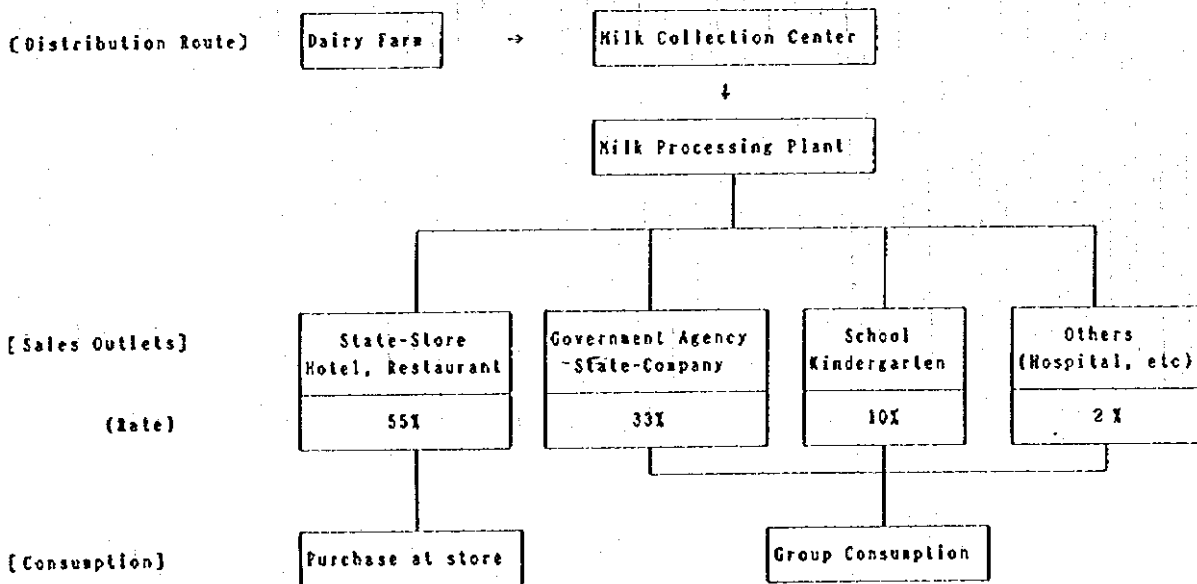 (Distribution Route) Dairy Farm → Milk Collection Center
↓
Milk Processing Plant
[Sales Outlets] State-Store Government Agency School Others
Hotel, Restaurant State-Company Kindergarten (Hospital, etc)
(Rate) 55% 33% 10% 2%
[Consumption] Purchase at store Group Consumption